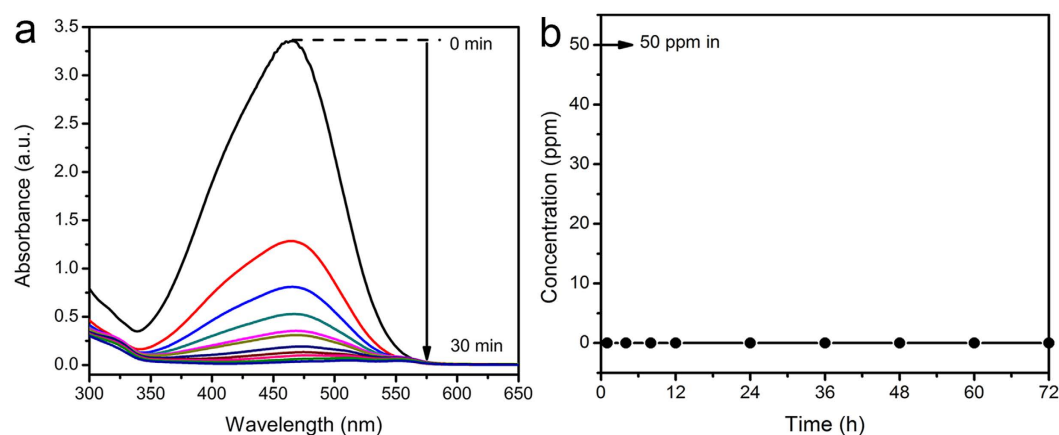 a
3.5
3.0
2.5
2.0
1.5
1.0
0.5
0.0
Absorbance (a.u.)
0 min
30 min
300 350 400 450 500 550 600 650
Wavelength (nm)
b
50
40
30
20
10
0
Concentration (ppm)
50 ppm in
0 12 24 36 48 60 72
Time (h)